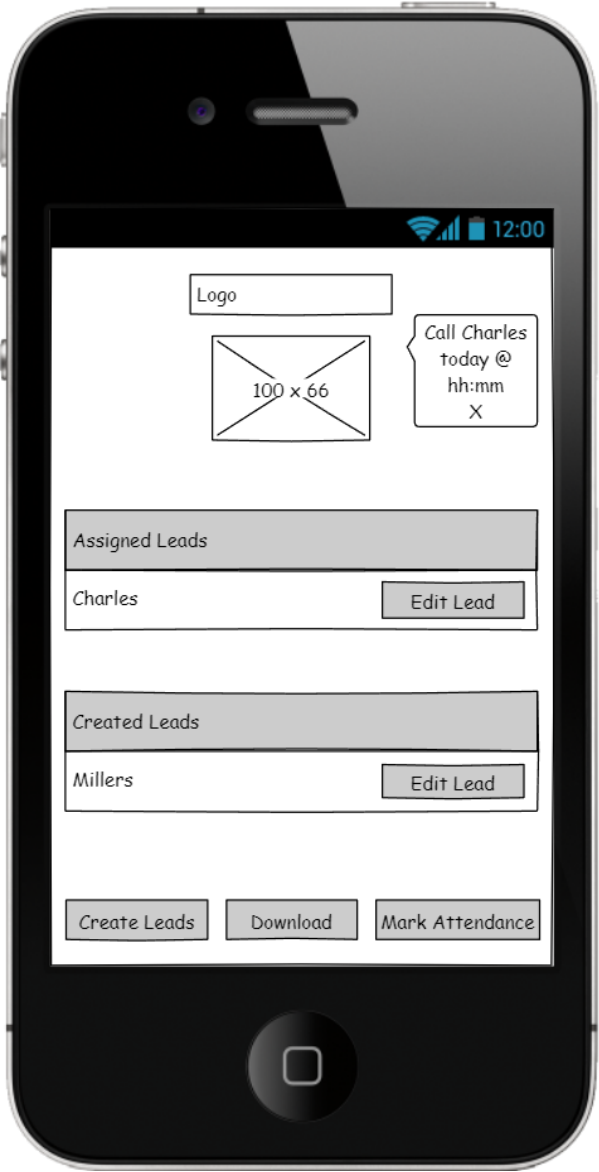 12:00
Logo
100 x 66
Call Charles
today @
hh:mm
X
Assigned Leads
Charles
Edit Lead
Created Leads
Millers
Edit Lead
Create Leads
Download
Mark Attendance